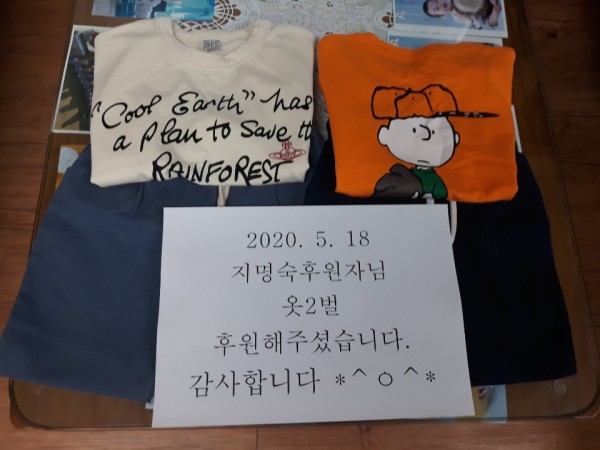 "Cool Earth" has
a plan to save th
RAINFOREST
2020. 5. 18
지명숙후원자님
옷2벌
후원해주셨습니다.
감사합니다 *^ㅇ^*